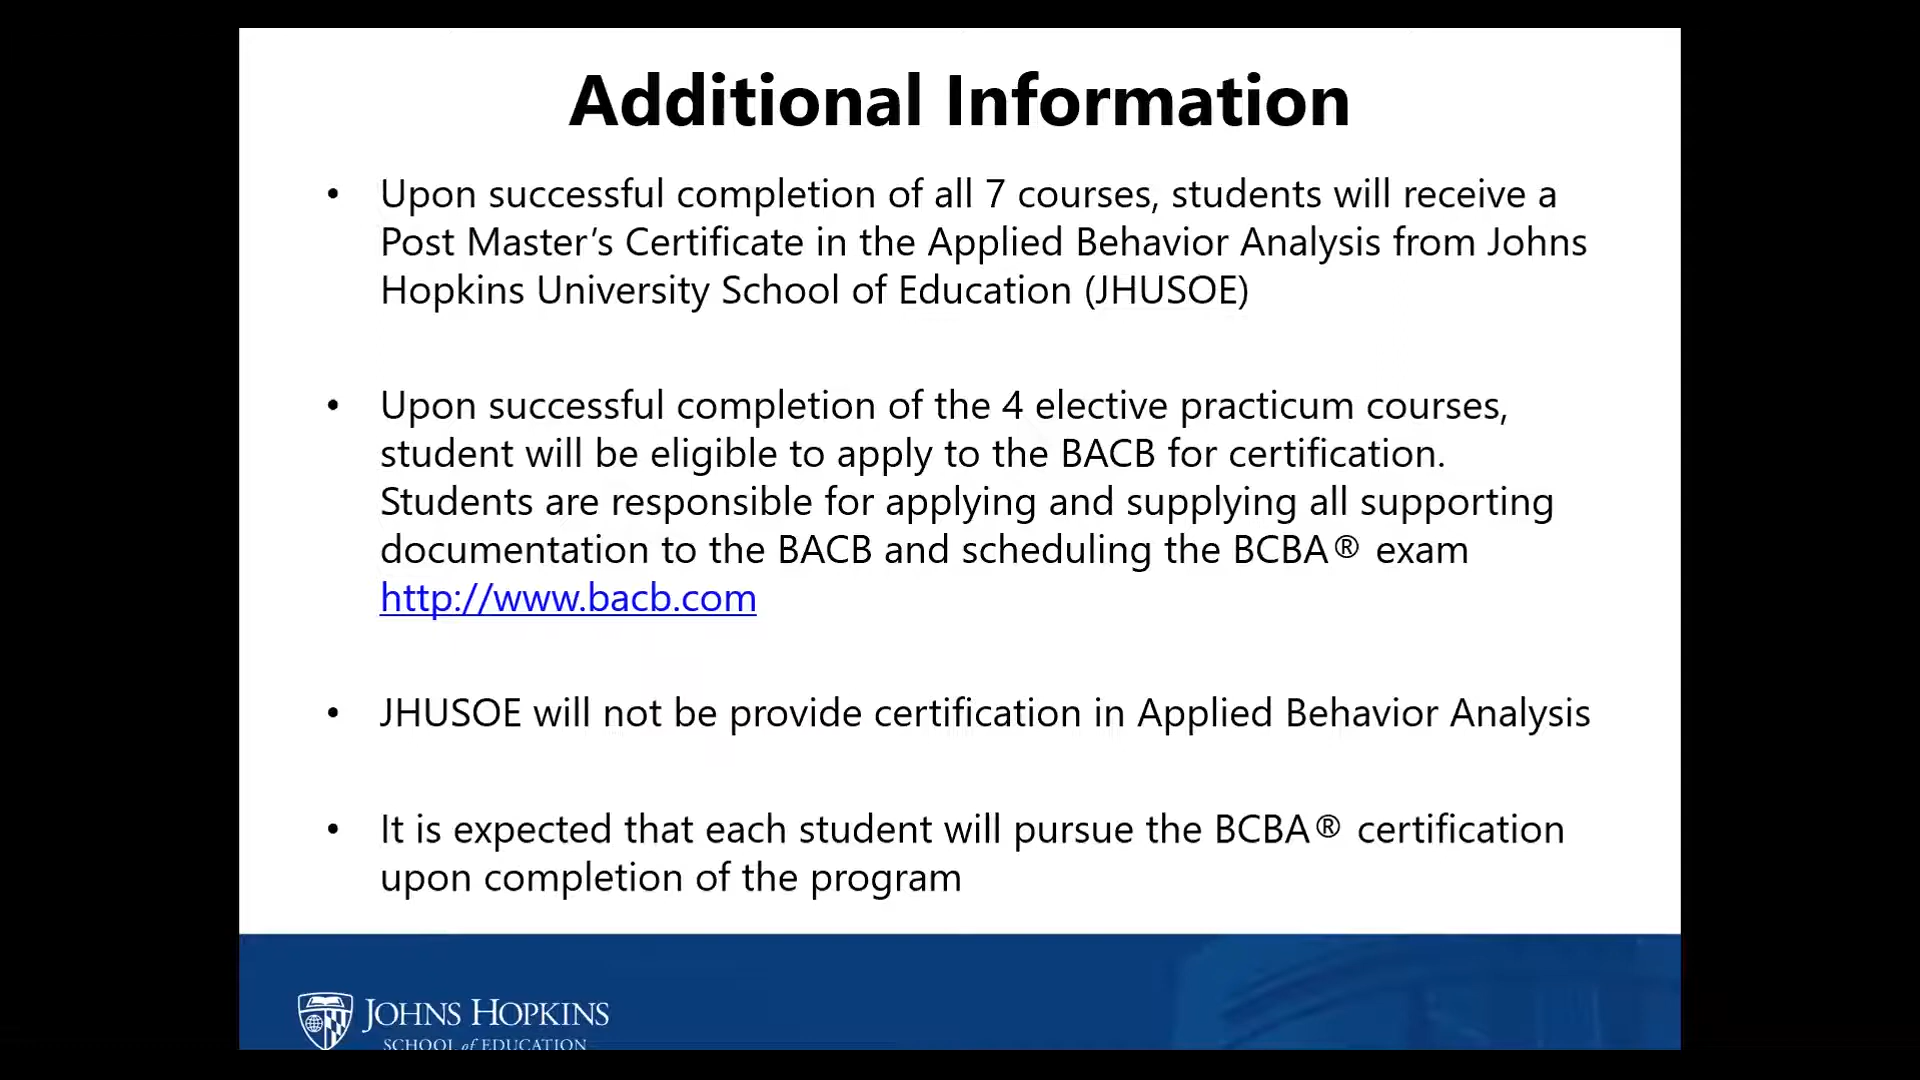 Additional Information
• Upon successful completion of all 7 courses, students will receive a
Post Master’s Certificate in the Applied Behavior Analysis from Johns
Hopkins University School of Education (JHUSOE)
• Upon successful completion of the 4 elective practicum courses,
student will be eligible to apply to the BACB for certification.
Students are responsible for applying and supplying all supporting
documentation to the BACB and scheduling the BCBA® exam
http://www.bacb.com
• JHUSOE will not be provide certification in Applied Behavior Analysis
• It is expected that each student will pursue the BCBA® certification
upon completion of the program
JOHNS HOPKINS
SCHOOL of EDUCATION